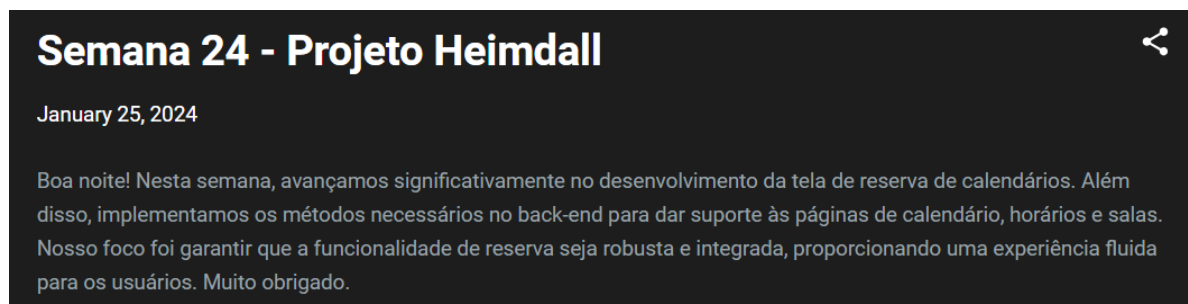 Semana 24 - Projeto Heimdall
January 25, 2024
Boa noite! Nesta semana, avançamos significativamente no desenvolvimento da tela de reserva de calendários. Além
disso, implementamos os métodos necessários no back-end para dar suporte às páginas de calendário, horários e salas.
Nosso foco foi garantir que a funcionalidade de reserva seja robusta e integrada, proporcionando uma experiência fluida
para os usuários. Muito obrigado.